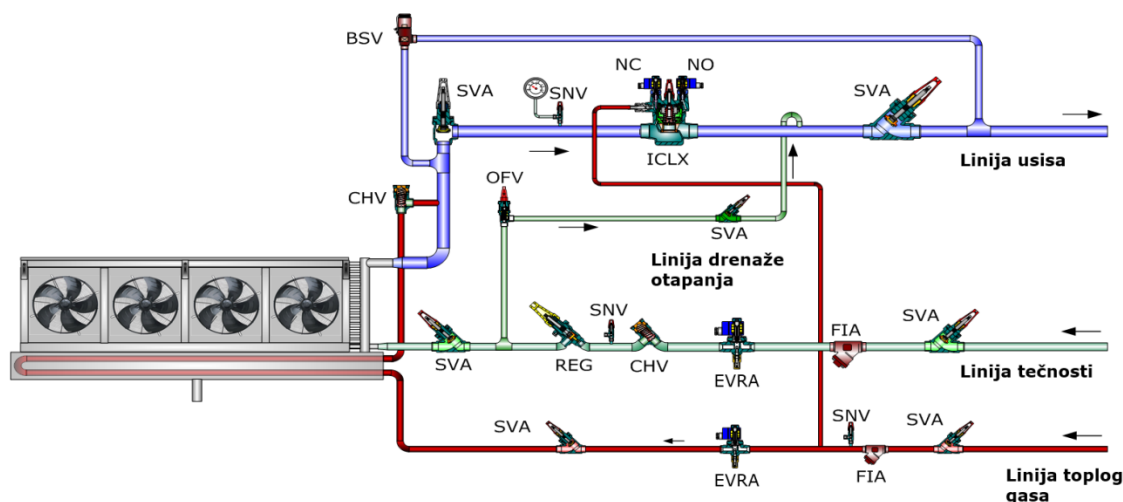 BSV
SVA
SNV
NC
NO
SVA
ICLX
Linija usisa
CHV
OFV
SVA
Linija drenaže
otapanja
SVA
REG
SNV
CHV
EVRA
FIA
SVA
Linija tečnosti
SVA
EVRA
SNV
FIA
SVA
Linija toplog
gasa